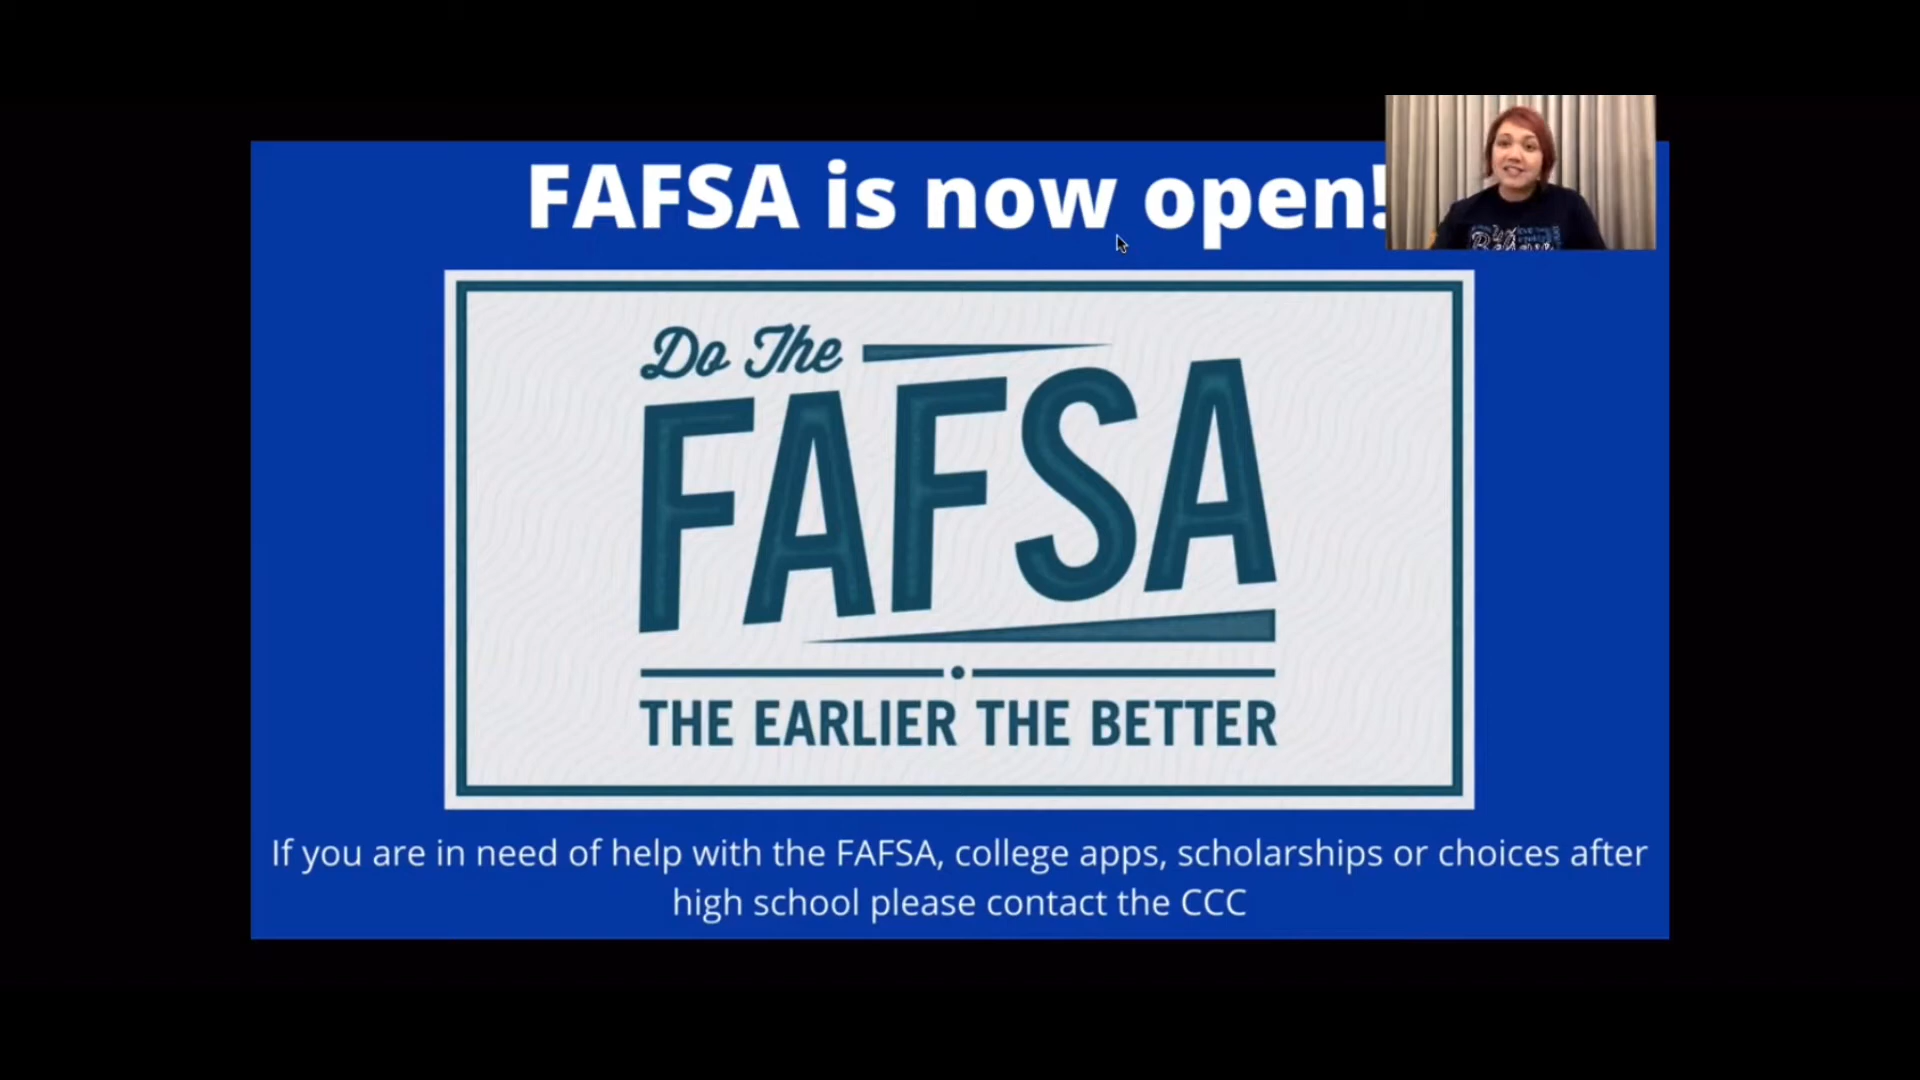 FAFSA is now open!
Do The
FAFSA
THE EARLIER THE BETTER
If you are in need of help with the FAFSA, college apps, scholarships or choices after
high school please contact the CCC